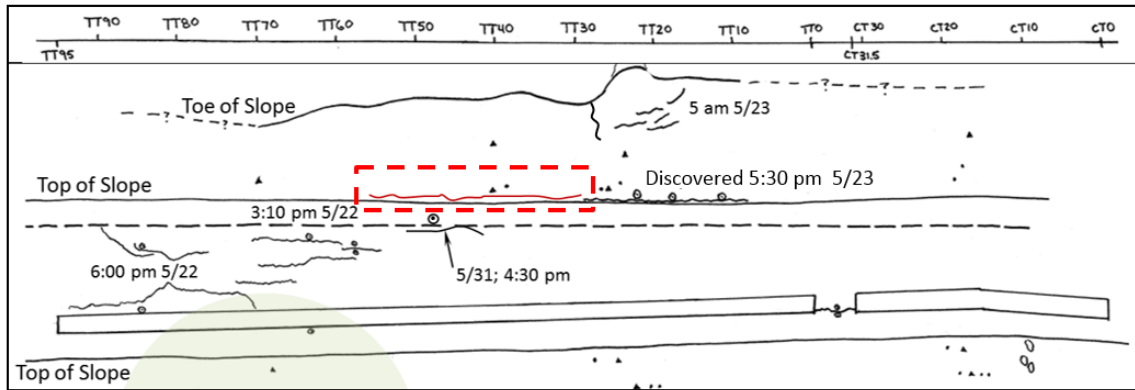 TT90 TT80 TT70 TT60 TT50 TT40 TT30 TT20 TT10 TT0 CT30 CT20 CT10 CT0
TT95 CT31.5
Toe of Slope
?
?
?
?
5 am 5/23
Top of Slope
Discovered 5:30 pm 5/23
3:10 pm 5/22
6:00 pm 5/22
5/31; 4:30 pm
Top of Slope